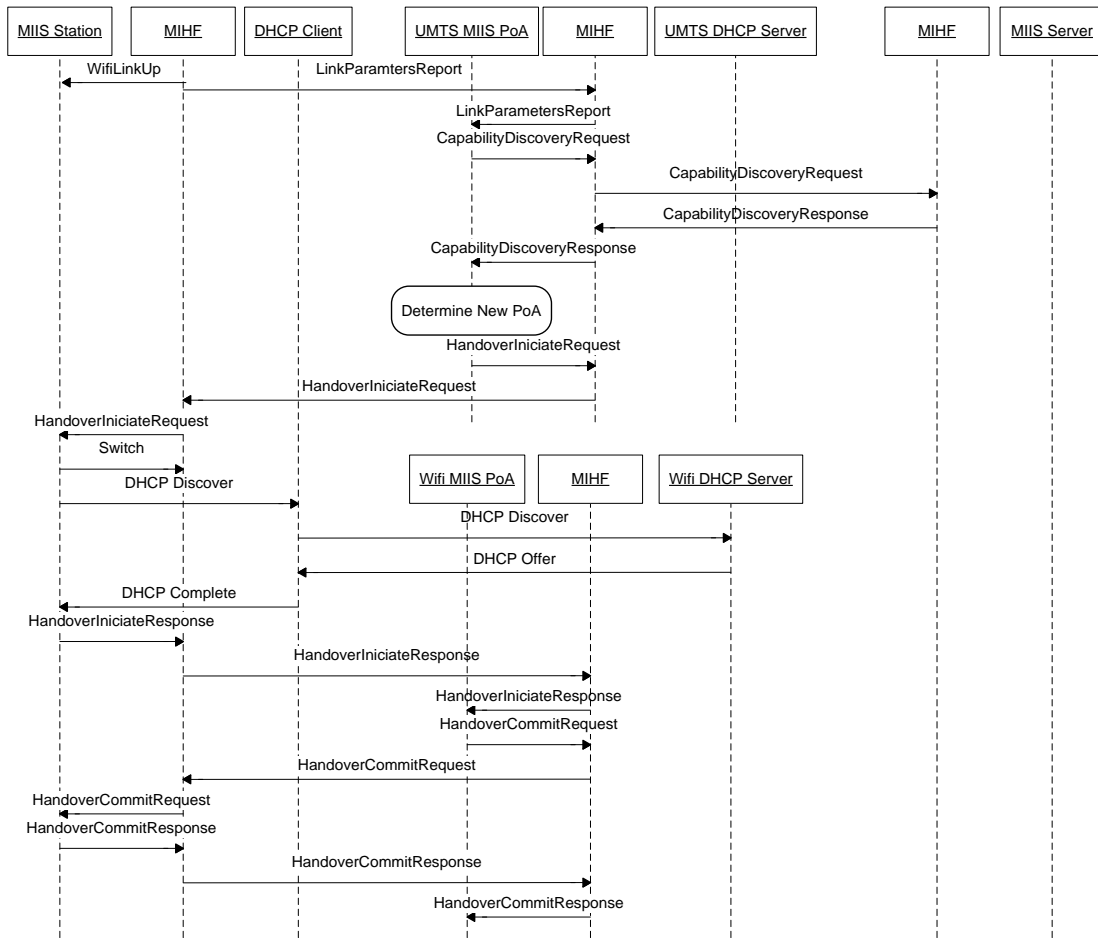 MIIS Station
MIHF
DHCP Client
UMTS MIIS PoA
MIHF
UMTS DHCP Server
MIHF
MIIS Server
WifiLinkUp
LinkParamtersReport
LinkParametersReport
CapabilityDiscoveryRequest
CapabilityDiscoveryRequest
CapabilityDiscoveryResponse
CapabilityDiscoveryResponse
Determine New PoA
HandoverIniciateRequest
HandoverIniciateRequest
HandoverIniciateRequest
Switch
Wifi MIIS PoA
MIHF
Wifi DHCP Server
DHCP Discover
DHCP Discover
DHCP Offer
DHCP Complete
HandoverIniciateResponse
HandoverIniciateResponse
HandoverIniciateResponse
HandoverCommitRequest
HandoverCommitRequest
HandoverCommitRequest
HandoverCommitResponse
HandoverCommitResponse
HandoverCommitResponse